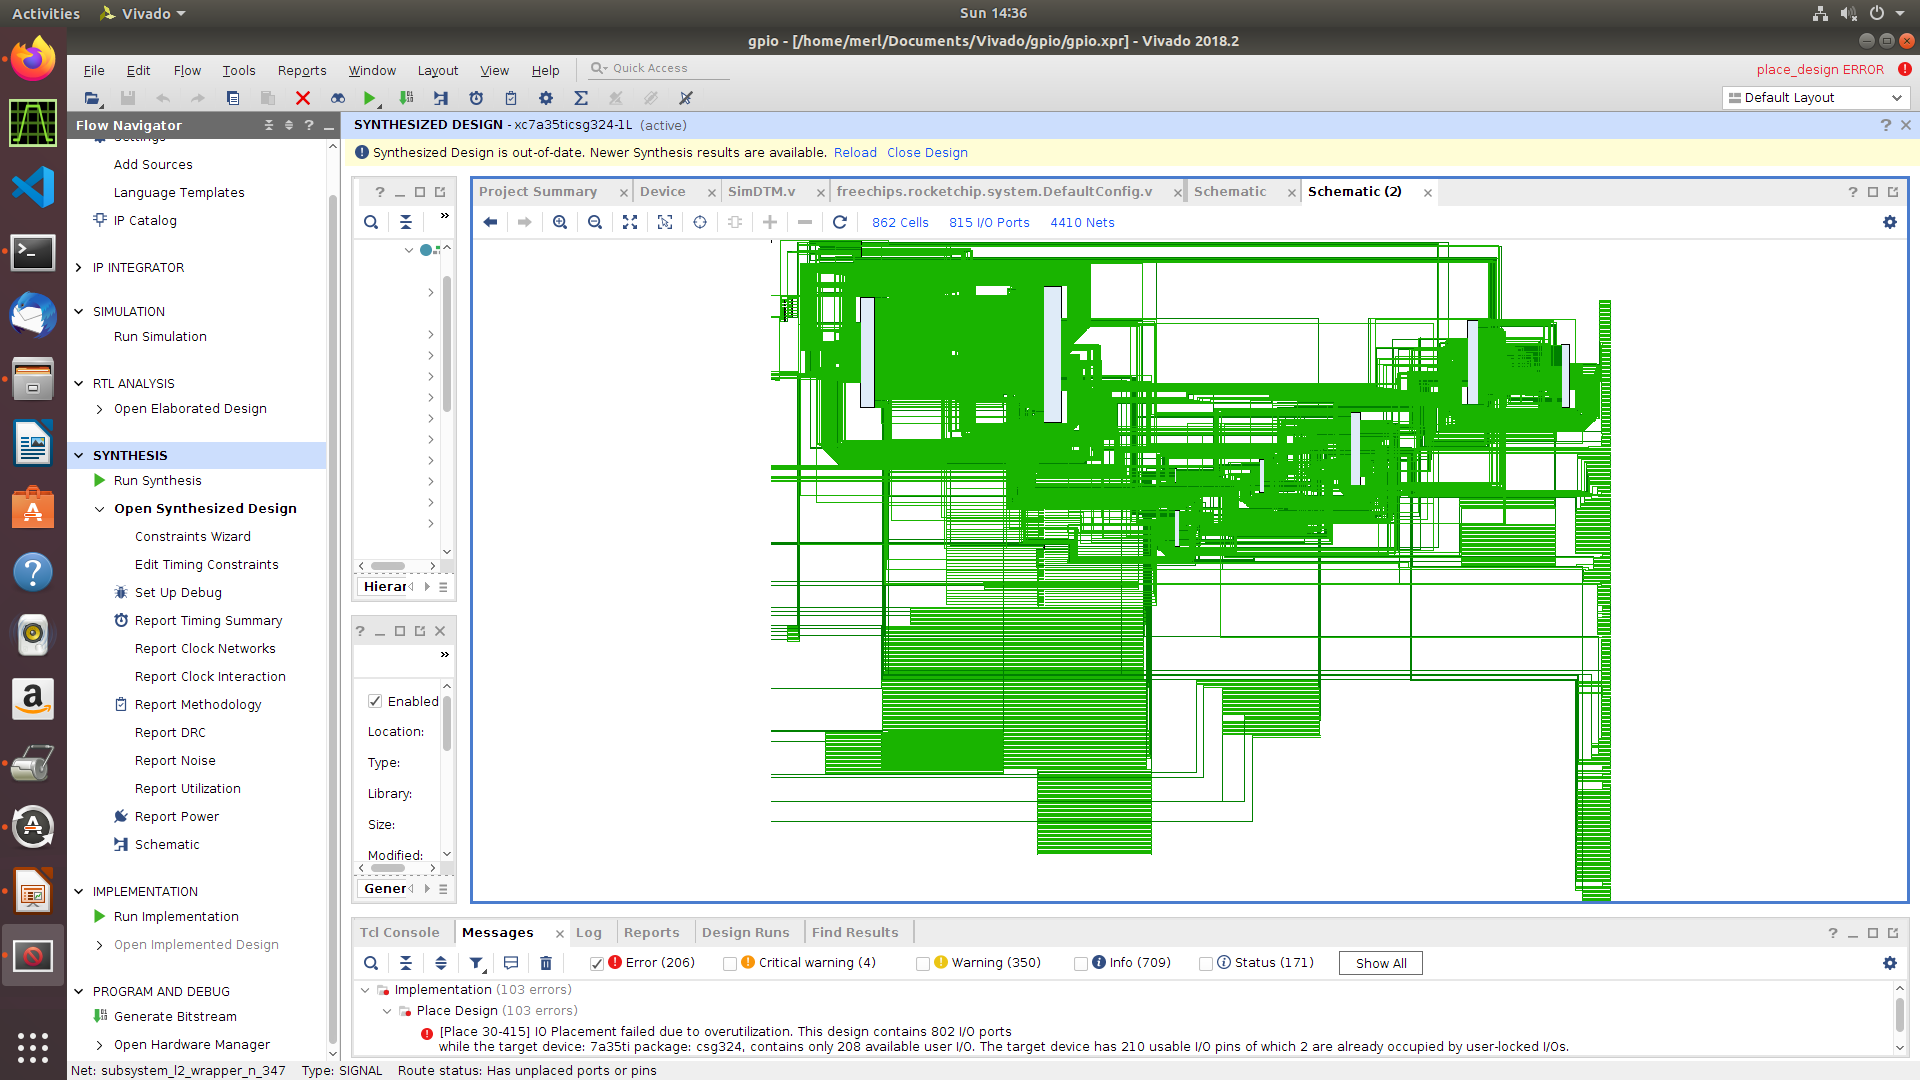 Activities
Vivado
Sun 14:36
gpio - [/home/merl/Documents/Vivado/gpio/gpio.xpr] - Vivado 2018.2
File Edit Flow Tools Reports Window Layout View Help
Quick Access
place_design ERROR
Default Layout
Flow Navigator
SYNTHESIZED DESIGN - xc7a35ticsg324-1L (active)
Synthesized Design is out-of-date. Newer Synthesis results are available. Reload Close Design
Settings
Add Sources
Language Templates
IP Catalog
IP INTEGRATOR
SIMULATION
Run Simulation
RTL ANALYSIS
Open Elaborated Design
SYNTHESIS
Run Synthesis
Open Synthesized Design
Constraints Wizard
Edit Timing Constraints
Set Up Debug
Report Timing Summary
Report Clock Networks
Report Clock Interaction
Report Methodology
Report DRC
Report Noise
Report Utilization
Report Power
Schematic
IMPLEMENTATION
Run Implementation
Open Implemented Design
PROGRAM AND DEBUG
Generate Bitstream
Open Hardware Manager
Hierar
Enabled
Location:
Type:
Library:
Size:
Modified:
Gener
Project Summary
Device
SimDTM.v
freechips.rocketchip.system.DefaultConfig.v
Schematic
Schematic (2)
862 Cells 815 I/O Ports 4410 Nets
Tcl Console Messages Log Reports Design Runs Find Results
Error (206) Critical warning (4) Warning (350) Info (709) Status (171) Show All
Implementation (103 errors)
Place Design (103 errors)
[Place 30-415] IO Placement failed due to overutilization. This design contains 802 I/O ports
while the target device: 7a35ti package: csg324, contains only 208 available user I/O. The target device has 210 usable I/O pins of which 2 are already occupied by user-locked I/Os.
Net: subsystem_l2_wrapper_n_347 Type: SIGNAL Route status: Has unplaced ports or pins